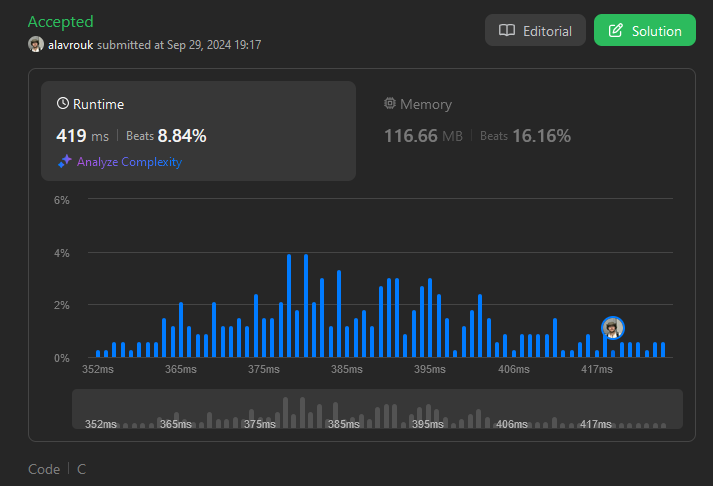 Accepted
alavrouk submitted at Sep 29, 2024 19:17
Editorial
Solution
Runtime
419 ms | Beats 8.84%
Analyze Complexity
Memory
116.66 MB | Beats 16.16%
6%
4%
2%
0%
352ms 365ms 375ms 385ms 395ms 406ms 417ms
352ms 365ms 375ms 385ms 395ms 406ms 417ms
Code | C